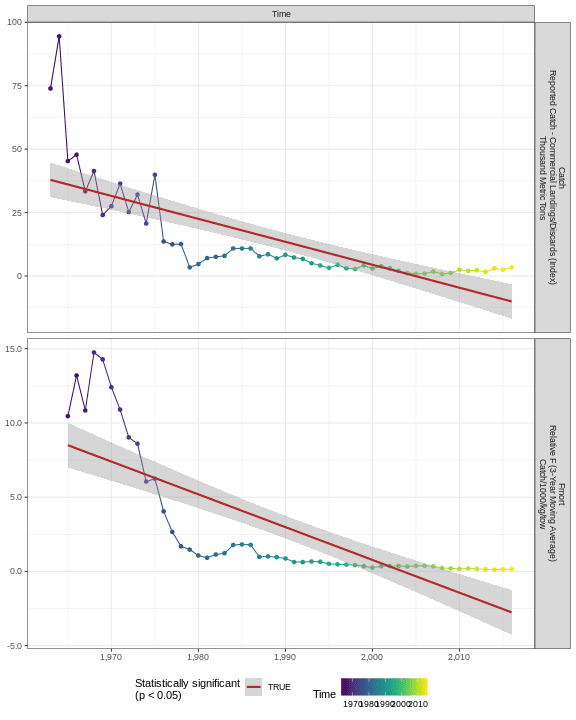 Time
100
75
50
25
0
Catch
Reported Catch - Commercial Landings/Discards (Index)
Thousand Metric Tons
15.0
10.0
5.0
0.0
-5.0
Fmort
Relative F (3-Year Moving Average)
Catch/1000/kg/tow
1,970
1,980
1,990
2,000
2,010
Statistically significant
(p < 0.05)
TRUE
Time
1970 1980 1990 2000 2010